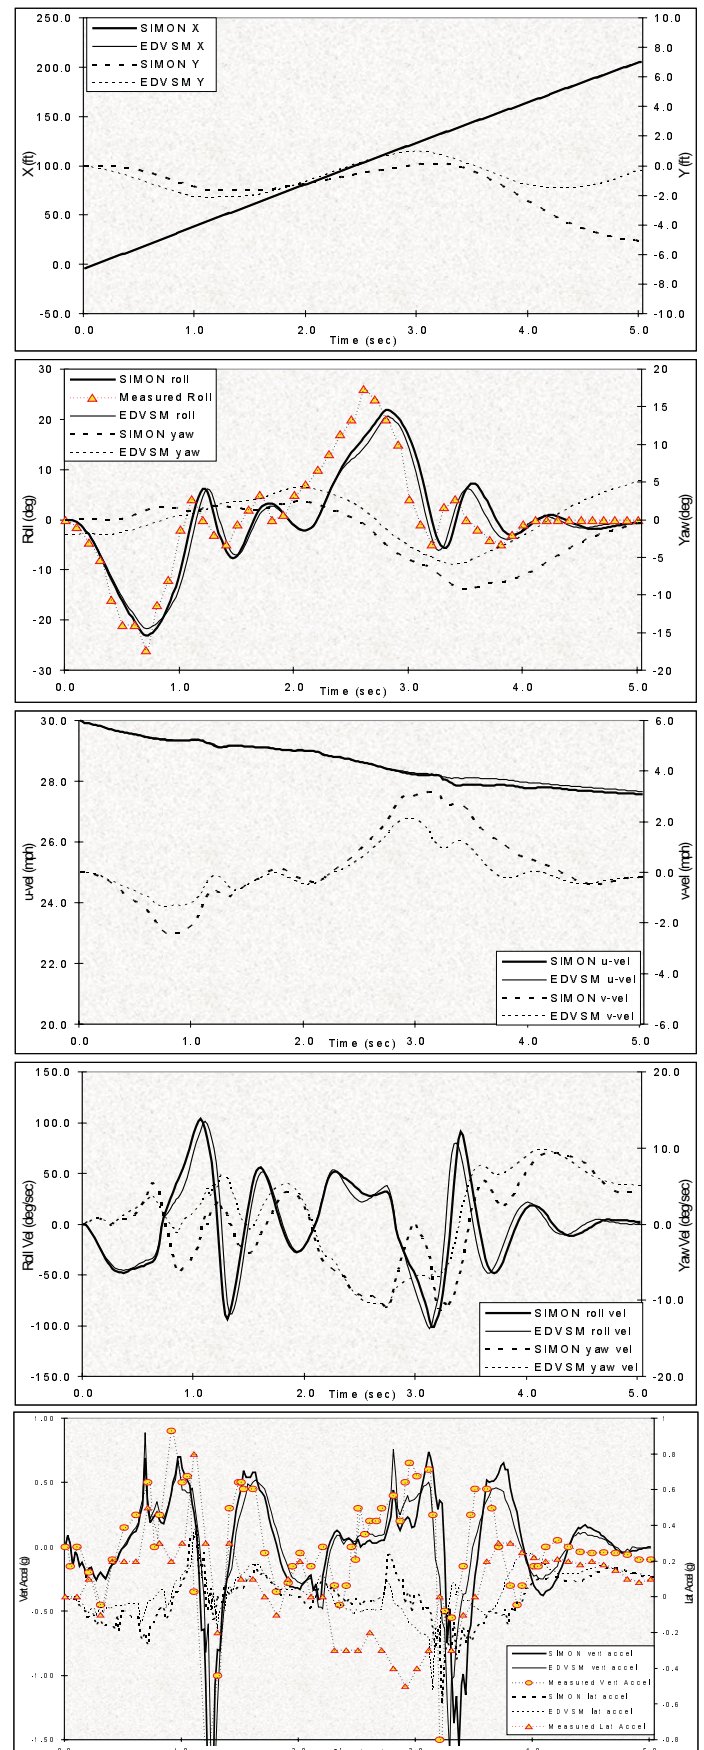 250.0
200.0
150.0
100.0
50.0
0.0
-50.0
X (ft)
SIMON X
EDVSM X
SIMON Y
EDVSM Y
10.0
8.0
6.0
4.0
2.0
0.0
-2.0
-4.0
-6.0
-8.0
-10.0
Y (ft)
0.0 1.0 2.0 3.0 4.0 5.0
Time (sec)
30
20
10
0
-10
-20
-30
Roll (deg)
SIMON roll
Measured Roll
EDVSM roll
SIMON yaw
EDVSM yaw
20
15
10
5
0
-5
-10
-15
-20
Yaw (deg)
0.0 1.0 2.0 3.0 4.0 5.0
Time (sec)
30.0
28.0
26.0
24.0
22.0
20.0
u-vel (mph)
6.0
4.0
2.0
0.0
-2.0
-4.0
-6.0
v-vel (mph)
SIMON u-vel
EDVSM u-vel
SIMON v-vel
EDVSM v-vel
0.0 1.0 2.0 3.0 4.0 5.0
Time (sec)
150.0
100.0
50.0
0.0
-50.0
-100.0
-150.0
Roll Vel (deg/sec)
20.0
10.0
0.0
-10.0
-20.0
Yaw Vel (deg/sec)
SIMON roll vel
EDVSM roll vel
SIMON yaw vel
EDVSM yaw vel
0.0 1.0 2.0 3.0 4.0 5.0
Time (sec)
1.00
0.50
0.00
-0.50
-1.00
-1.50
Vert Accel (g)
1
0.8
0.6
0.4
0.2
0
-0.2
-0.4
-0.6
-0.8
Lat Accel (g)
SIMON vert accel
EDVSM vert accel
Measured Vert Accel
SIMON lat accel
EDVSM lat accel
Measured Lat Accel